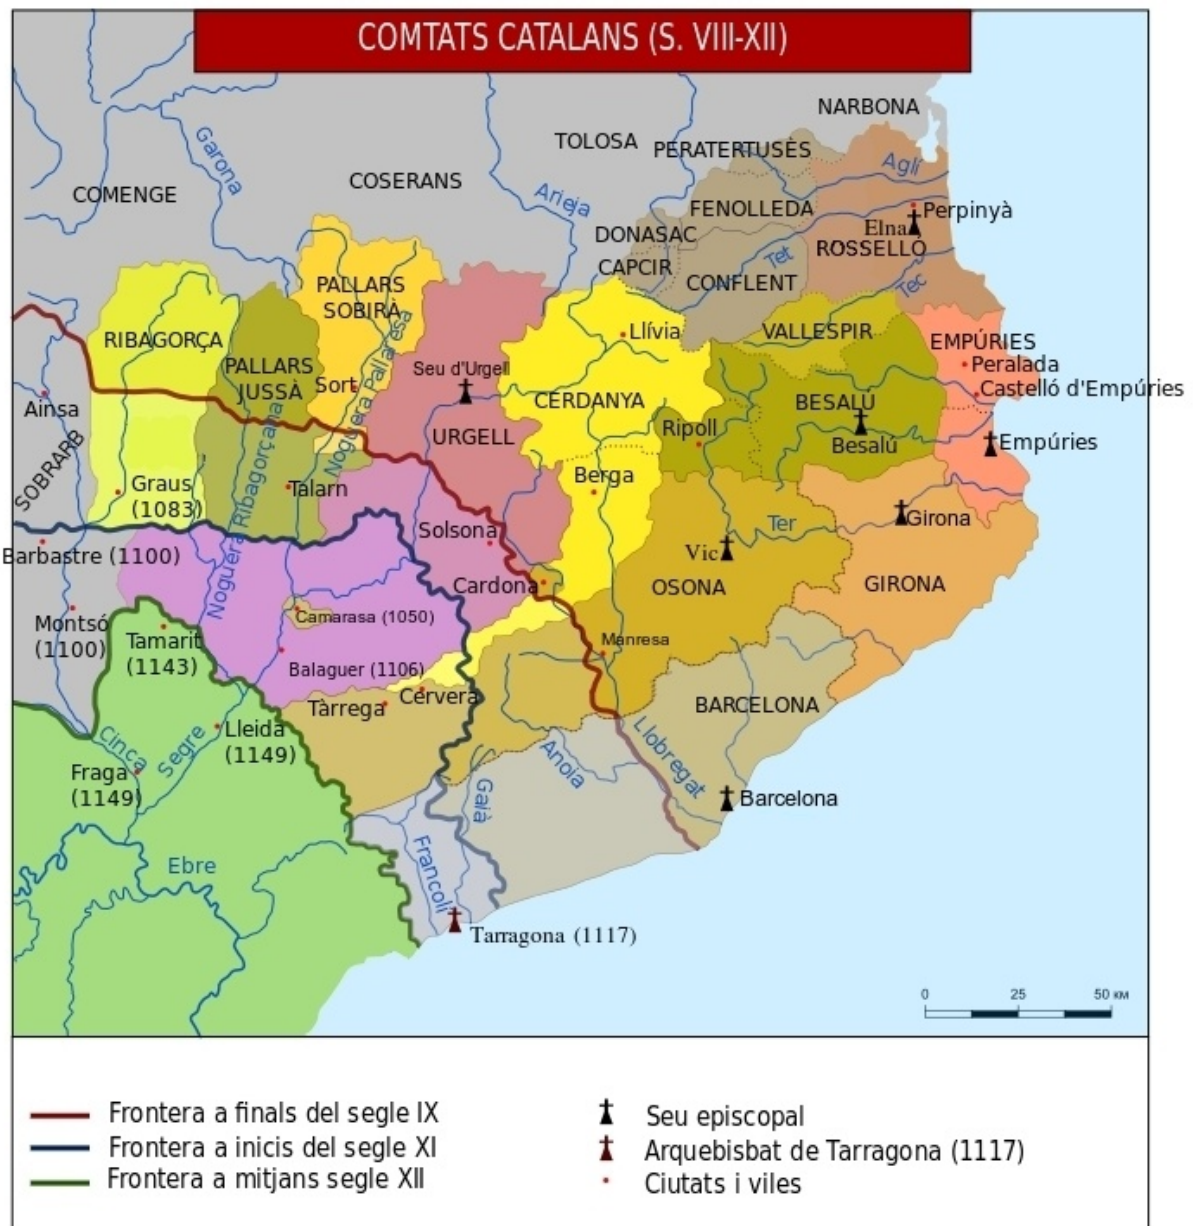 COMTATS CATALANS (S. VIII-XII)
NARBONA
TOLOSA
PERATERTUSÈS
Garona
Aglí
COMENGE
COSERANS
Arieja
FENOLLEDA
Perpinyà
Elna
DONASAC
ROSSELLÓ
Tet
CAPCIR
CONFLENT
Tec
PALLARS
SOBIRÀ
RIBAGORÇA
Llívia
VALLESPIR
EMPÚRIES
PALLARS
JUSSÀ
Noguera Pallaresa
Seu d'Urgell
Peralada
Sort
Castelló d'Empúries
Ainsa
CERDANYA
BESALÚ
SOBRARB
URGELL
Ripoll
Besalú
Empúries
Berga
Graus
(1083)
Talarn
Noguera Ribagorçana
Solsona
Ter
Girona
Barbastre (1100)
Vic
Cardona
OSONA
GIRONA
Montsó
(1100)
Camarasa (1050)
Tamarit
(1143)
Manresa
Balaguer (1106)
Tàrrega
Cervera
BARCELONA
Cinca
Segre
Lleida
(1149)
Llobregat
Anoia
Fraga
(1149)
Gaià
Barcelona
Francolí
Ebre
Tarragona (1117)
0 25 50 км
Frontera a finals del segle IX
Frontera a inicis del segle XI
Frontera a mitjans segle XII
Seu episcopal
Arquebisbat de Tarragona (1117)
Ciutats i viles